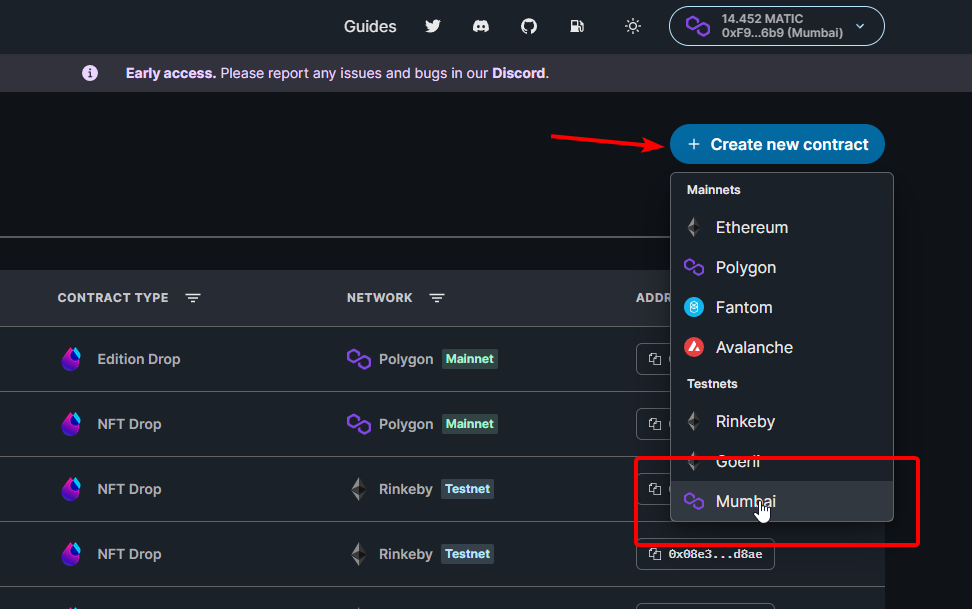 Guides
14.452 MATIC
0xF9...6b9 (Mumbai)
Early access. Please report any issues and bugs in our Discord.
+ Create new contract
Mainnets
Ethereum
Polygon
Fantom
Avalanche
Testnets
Rinkeby
Goerli
Mumbai
CONTRACT TYPE
NETWORK
ADDR
Edition Drop
Polygon Mainnet
NFT Drop
Polygon Mainnet
NFT Drop
Rinkeby Testnet
NFT Drop
Rinkeby Testnet
0x08e3...d8ae